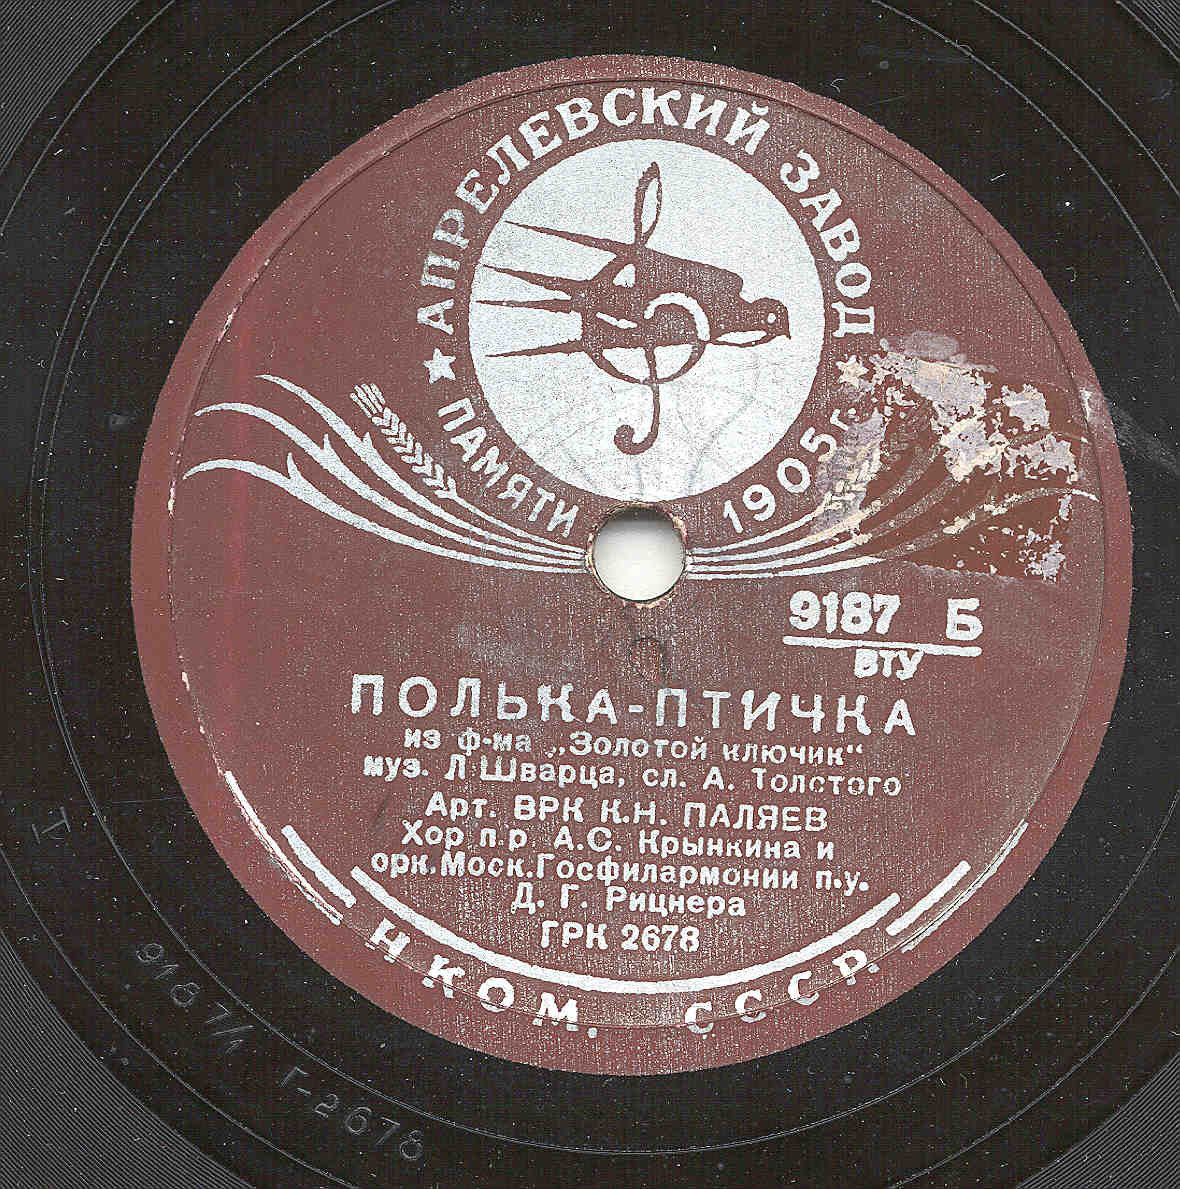 ★ АПРЕЛЕВСКИЙ ЗАВОД ★
ПАМЯТИ 1905 г.
9187 Б
ВТУ
ПОЛЬКА-ПТИЧКА
из ф-ма „Золотой ключик“
муз. Л Шварца, сл. А. Толстого
Арт. ВРК К.Н. ПАЛЯЕВ
Хор п.р А.С. Крынкина и
орк.Моск.Госфилармонии п.у.
Д. Г. Рицнера
ГРК 2678
НКОМ. СССР.
9187/1 Г-2678